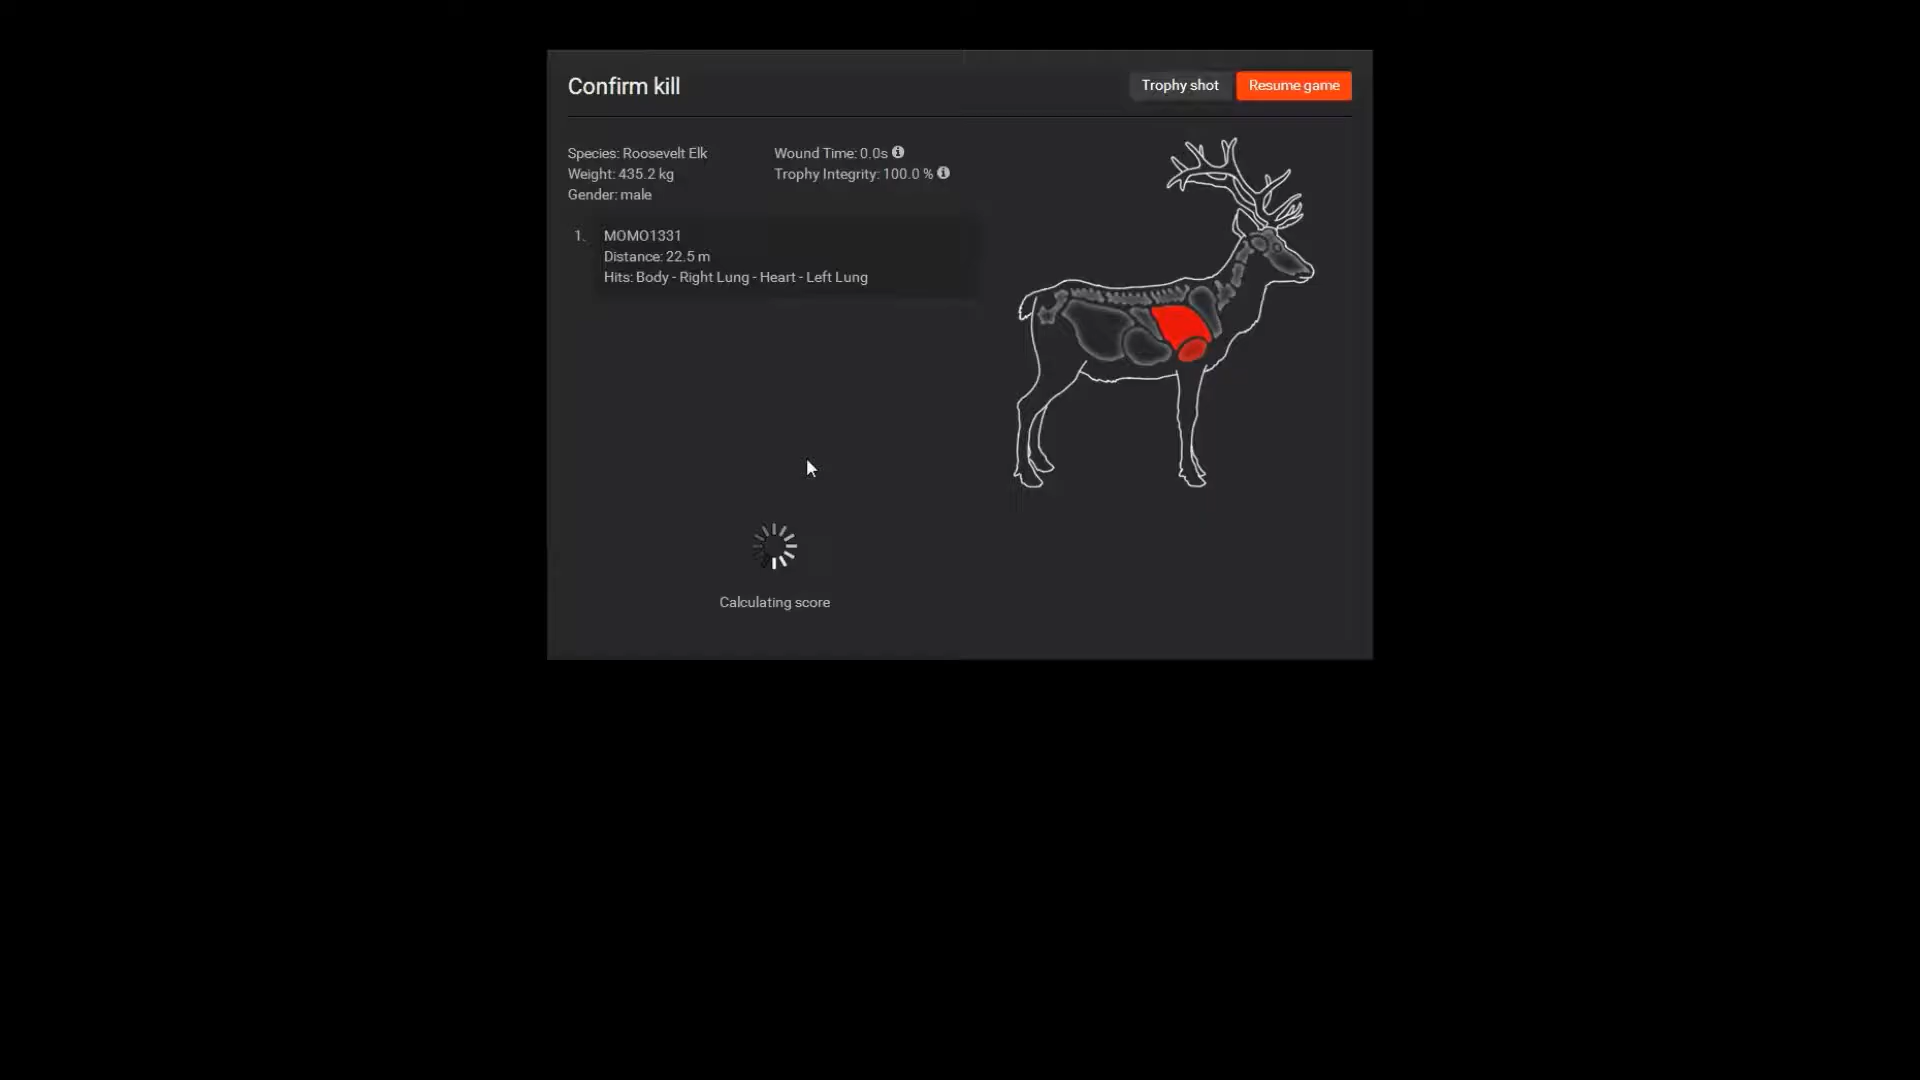 Confirm kill
Trophy shot
Resume game
Species: Roosevelt Elk
Weight: 435.2 kg
Gender: male
Wound Time: 0.0s
Trophy Integrity: 100.0 %
1. MOMO1331
Distance: 22.5 m
Hits: Body - Right Lung - Heart - Left Lung
Calculating score